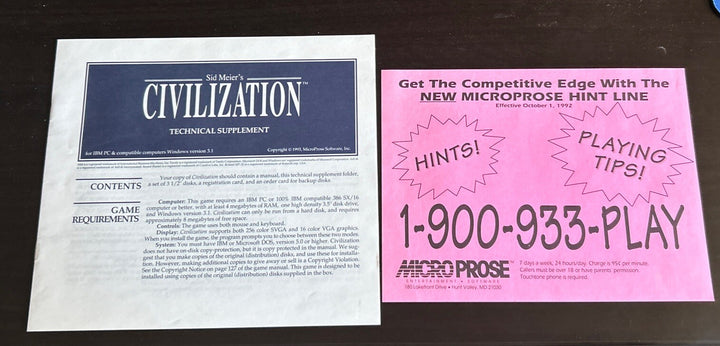 Sid Meier's
CIVILIZATION™
TECHNICAL SUPPLEMENT
for IBM PC & compatible computers Windows version 3.1
Copyright © 1993, MicroProse Software, Inc.
CONTENTS
Your copy of Civilization should contain a manual, this technical supplement folder,
a set of 3 1/2" disks, a registration card, and an order card for backup disks
GAME
REQUIREMENTS
Computer: This game requires an IBM PC or 100% IBM compatible 386 SX/16
computer or better, with at least 4 megabytes of RAM, one high density 3.5" disk drive,
and Windows version 3.1. Civilization can only be run from a hard disk, and requires
approximately 8 megabytes of free space.
Controls: The game uses both mouse and keyboard.
Display: Civilization supports both 256 color SVGA and 16 color VGA graphics.
When you install the game, the program prompts you to choose between these two modes.
System: You must have IBM or Microsoft DOS, version 3.0 or higher. Civilization
does not have on-disk copy-protection, but it is copy protected in the manual. We sug-
gest that you make copies of the original (distribution) disks, and use these for installa-
tion. However, making additional copies to give away or sell is a Copyright Violation.
See the Copyright Notice on page 127 of the game manual. This game is designed to be
installed using copies of the original (distribution) disks supplied in the box.
Get The Competitive Edge With The
NEW MICROPROSE HINT LINE
Effective October 1, 1992
HINTS!
PLAYING
TIPS!
1-900-933-PLAY
MICROPROSE™
ENTERTAINMENT • SOFTWARE
180 Lakefront Drive • Hunt Valley, MD 21030
7 days a week, 24 hours/day. Charge is 95¢ per minute.
Callers must be over 18 or have parents' permission.
Touchtone phone is required.